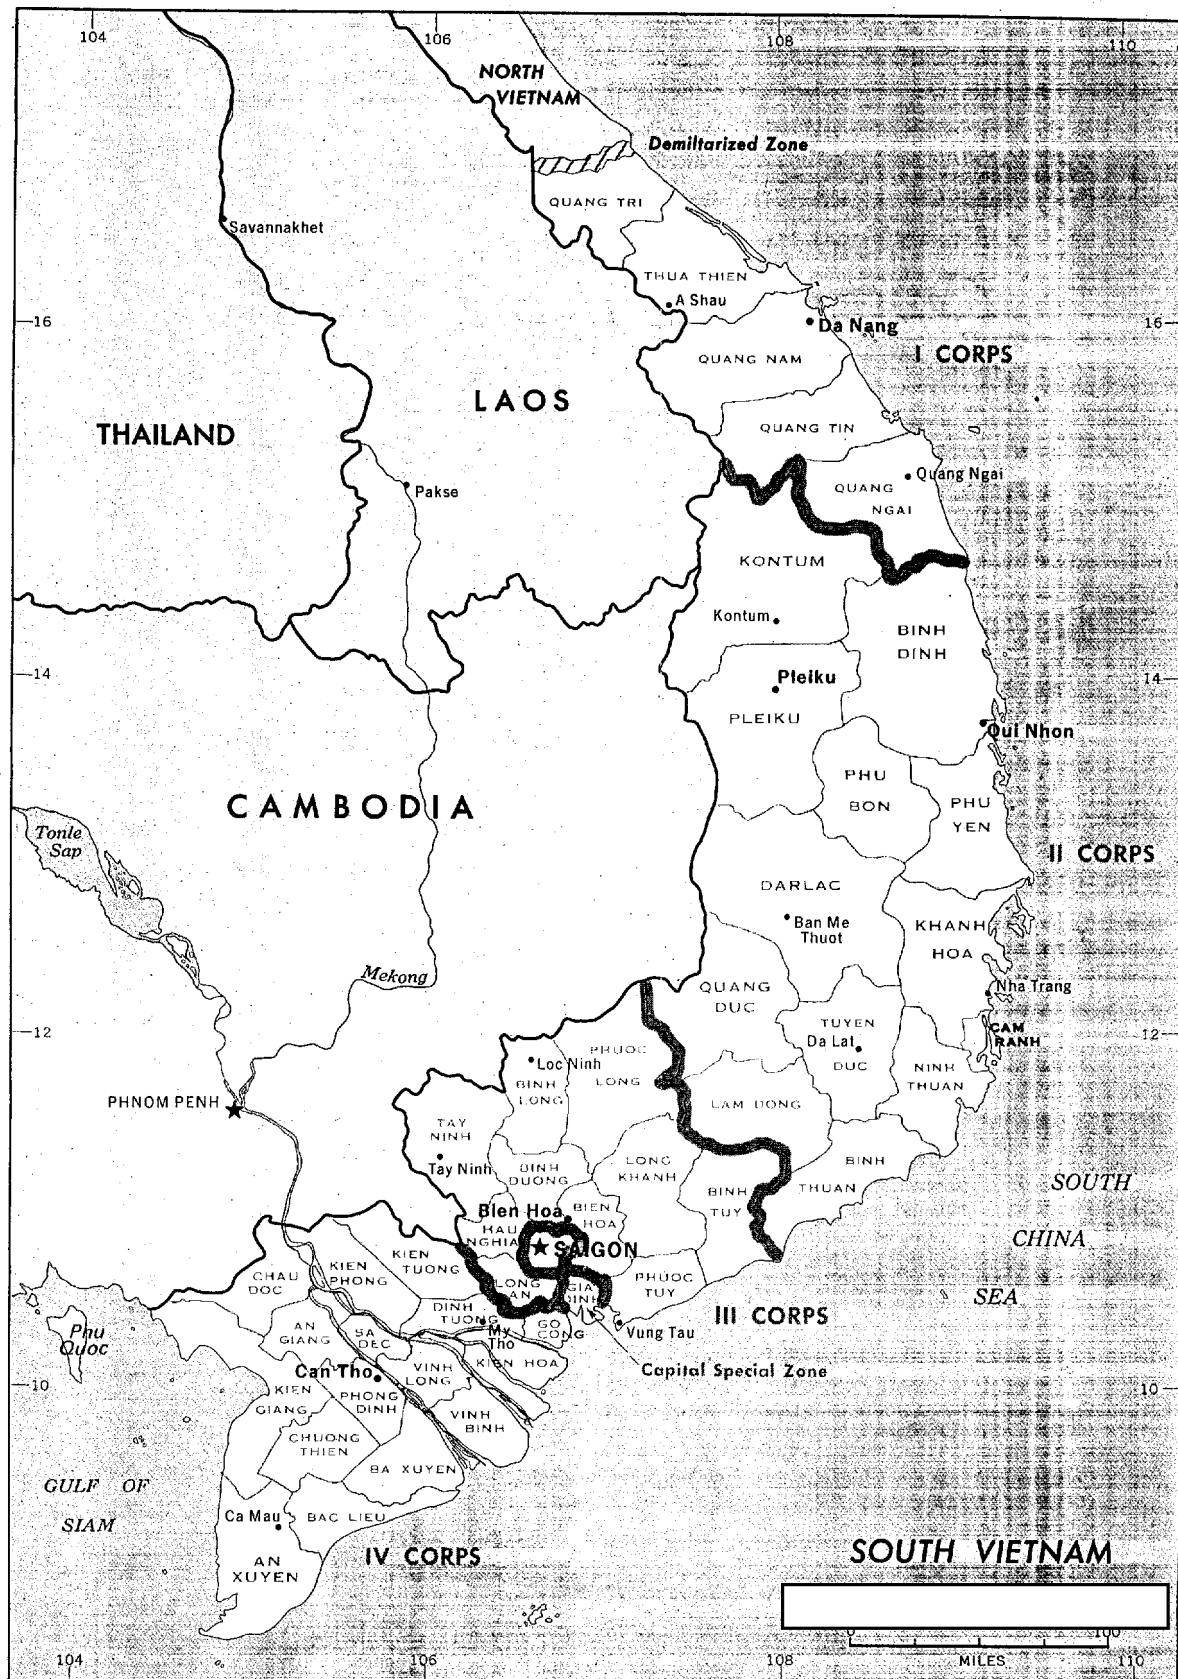 104
106
108
110
NORTH
VIETNAM
Demiltarized Zone
QUANG TRI
Savannakhet
THUA THIEN
A Shau
16
Da Nang
16
QUANG NAM
I CORPS
LAOS
THAILAND
QUANG TIN
Pakse
Quang Ngai
QUANG
NGAI
KONTUM
Kontum
BINH
DINH
14
Pleiku
14
PLEIKU
Qui Nhon
CAMBODIA
PHU
BON
PHU
YEN
Tonle
Sap
II CORPS
DARLAC
Ban Me
Thuot
KHANH
HOA
Mekong
QUANG
DUC
Nha Trang
12
TUYEN
DUC
Da Lat
CAM
RANH
12
PHUOC
LONG
Loc Ninh
BINH
LONG
NINH
THUAN
PHNOM PENH
LAM DONG
TAY
NINH
Tay Ninh
BINH
DUONG
LONG
KHANH
BINH
TUY
BINH
THUAN
SOUTH
CHINA
SEA
Bien Hoa
BIEN
HOA
HAU
NGHIA
SAIGON
KIEN
TUONG
KIEN
PHONG
CHAU
DOC
LONG
AN
GIA
DINH
PHUOC
TUY
III CORPS
DINH
TUONG
My
Tho
GO
CONG
Vung Tau
Phu
Quoc
AN
GIANG
SA
DEC
Can Tho
VINH
LONG
KIEN HOA
Capital Special Zone
10
10
KIEN
GIANG
PHONG
DINH
VINH
BINH
CHUONG
THIEN
BA XUYEN
GULF OF
SIAM
Ca Mau
BAC LIEU
AN
XUYEN
IV CORPS
SOUTH VIETNAM
0
100
MILES
104
106
108
110